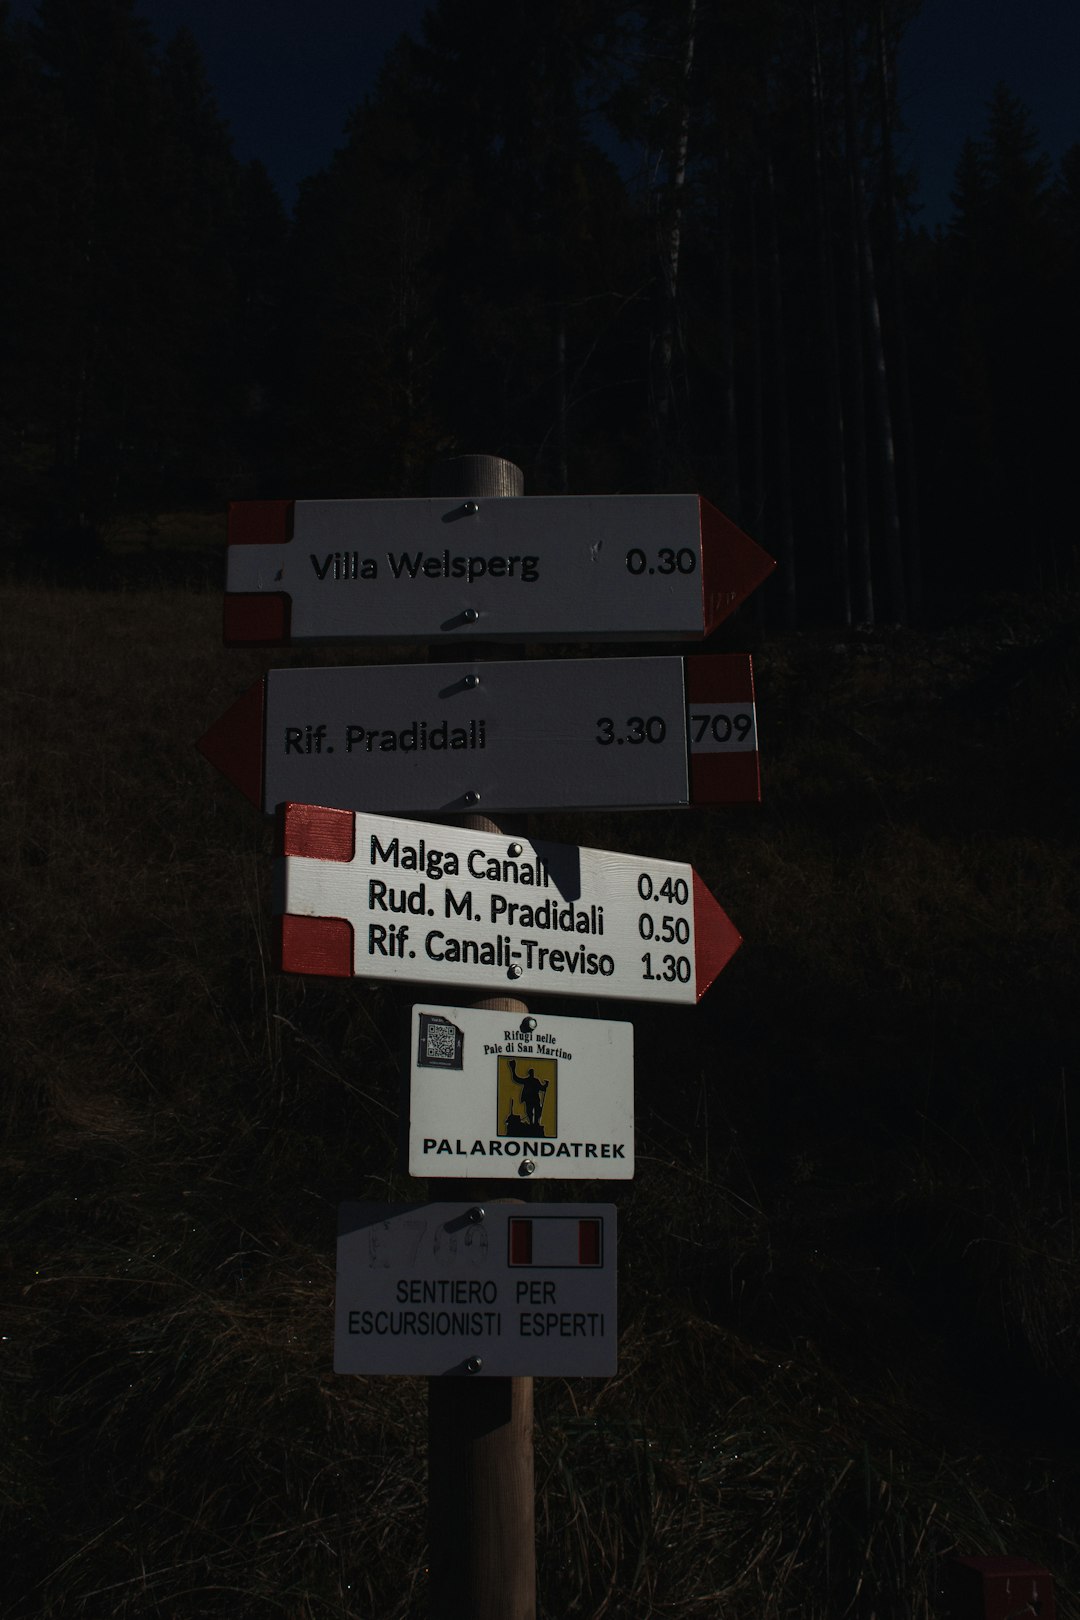 Villa Welsperg 0.30
Rif. Pradidali 3.30 709
Malga Canali 0.40
Rud. M. Pradidali 0.50
Rif. Canali-Treviso 1.30
Rifugi nelle
Pale di San Martino
PALARONDATREK
SENTIERO PER
ESCURSIONISTI ESPERTI